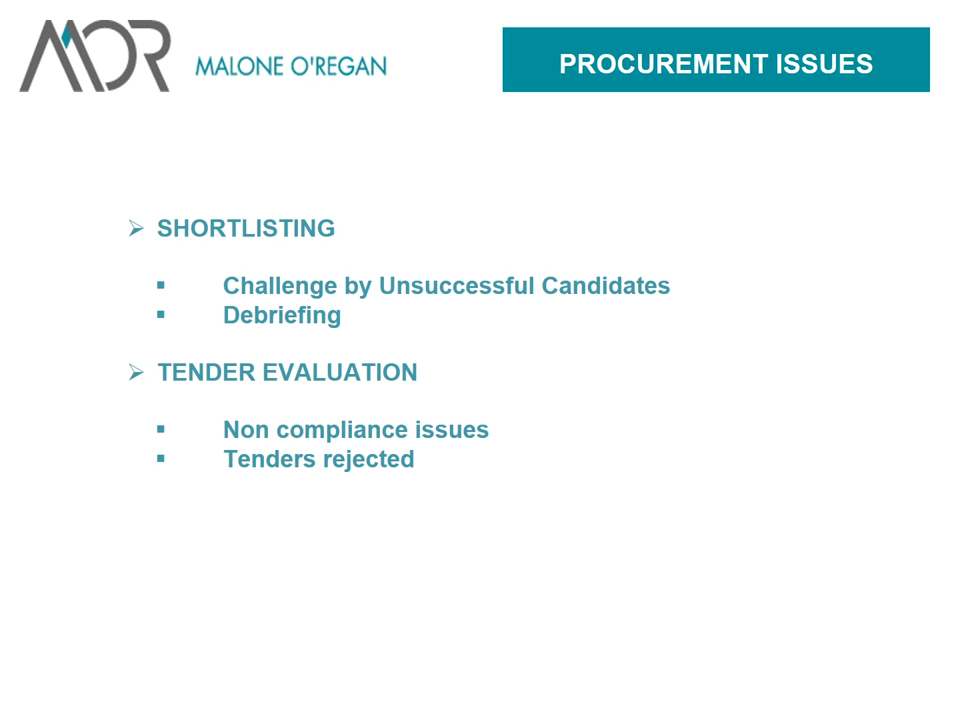 MOR MALONE O'REGAN
PROCUREMENT ISSUES
➢ SHORTLISTING
▪ Challenge by Unsuccessful Candidates
▪ Debriefing
➢ TENDER EVALUATION
▪ Non compliance issues
▪ Tenders rejected